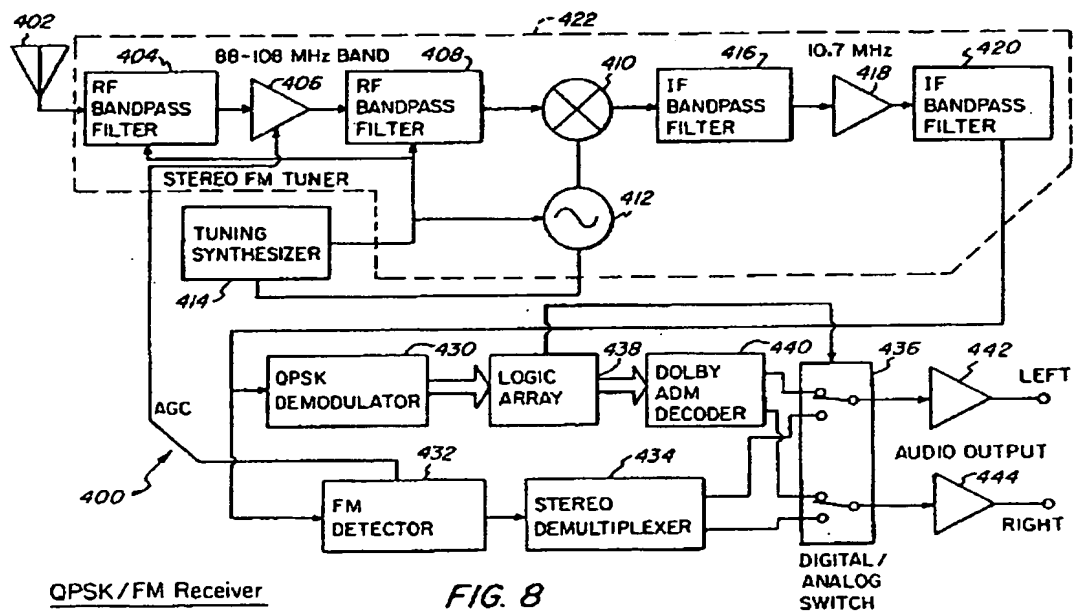 402
422
404
88-108 MHz BAND
408
410
416
10.7 MHz
420
RF
BANDPASS
FILTER
406
RF
BANDPASS
FILTER
IF
BANDPASS
FILTER
418
IF
BANDPASS
FILTER
STEREO FM TUNER
412
TUNING
SYNTHESIZER
414
430
438
440
436
442
QPSK
DEMODULATOR
LOGIC
ARRAY
DOLBY
ADM
DECODER
LEFT
AGC
400
432
434
AUDIO OUTPUT
444
FM
DETECTOR
STEREO
DEMULTIPLEXER
RIGHT
DIGITAL/
ANALOG
SWITCH
QPSK/FM Receiver
FIG. 8